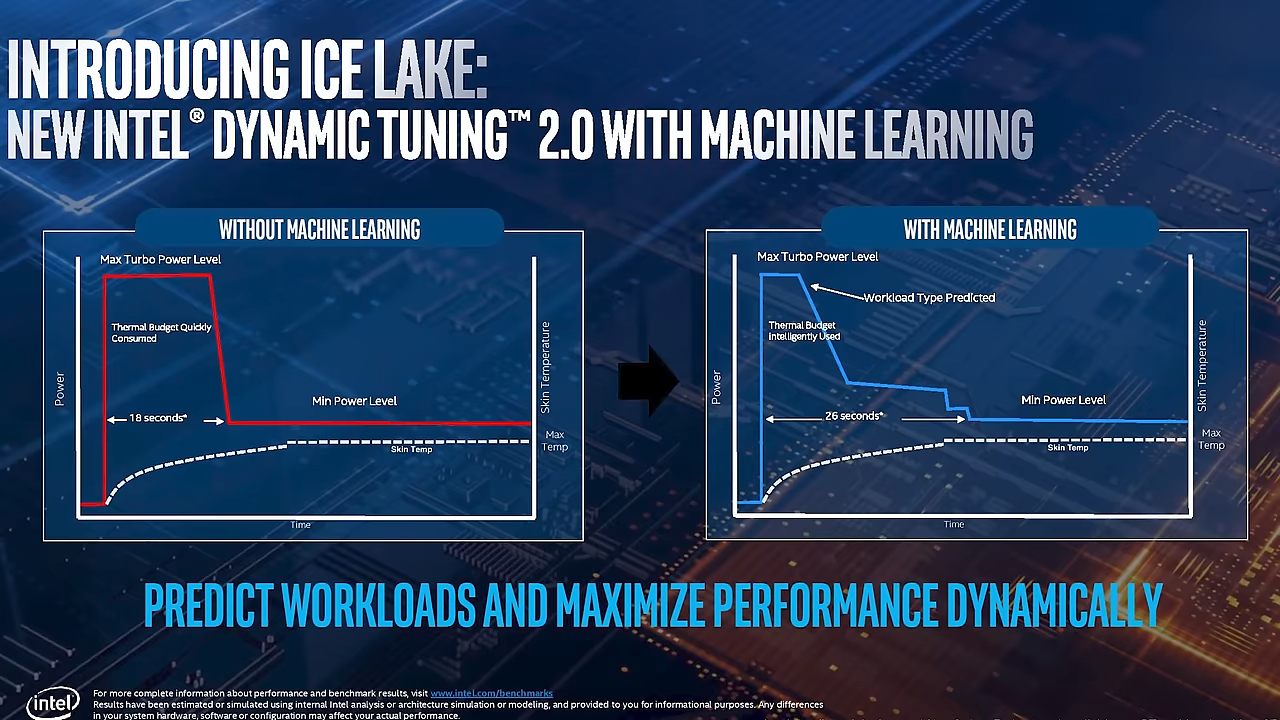 INTRODUCING ICE LAKE:
NEW INTEL® DYNAMIC TUNING™ 2.0 WITH MACHINE LEARNING
WITHOUT MACHINE LEARNING
Max Turbo Power Level
Thermal Budget Quickly
Consumed
Power
18 seconds*
Min Power Level
Skin Temp
Skin Temperature
Max
Temp
Time
WITH MACHINE LEARNING
Max Turbo Power Level
Workload Type Predicted
Thermal Budget
Intelligently Used
Power
26 seconds*
Min Power Level
Skin Temp
Skin Temperature
Max
Temp
Time
PREDICT WORKLOADS AND MAXIMIZE PERFORMANCE DYNAMICALLY
intel
For more complete information about performance and benchmark results, visit www.intel.com/benchmarks
Results have been estimated or simulated using internal Intel analysis or architecture simulation or modeling, and provided to you for informational purposes. Any differences
in your system hardware, software or configuration may affect your actual performance.